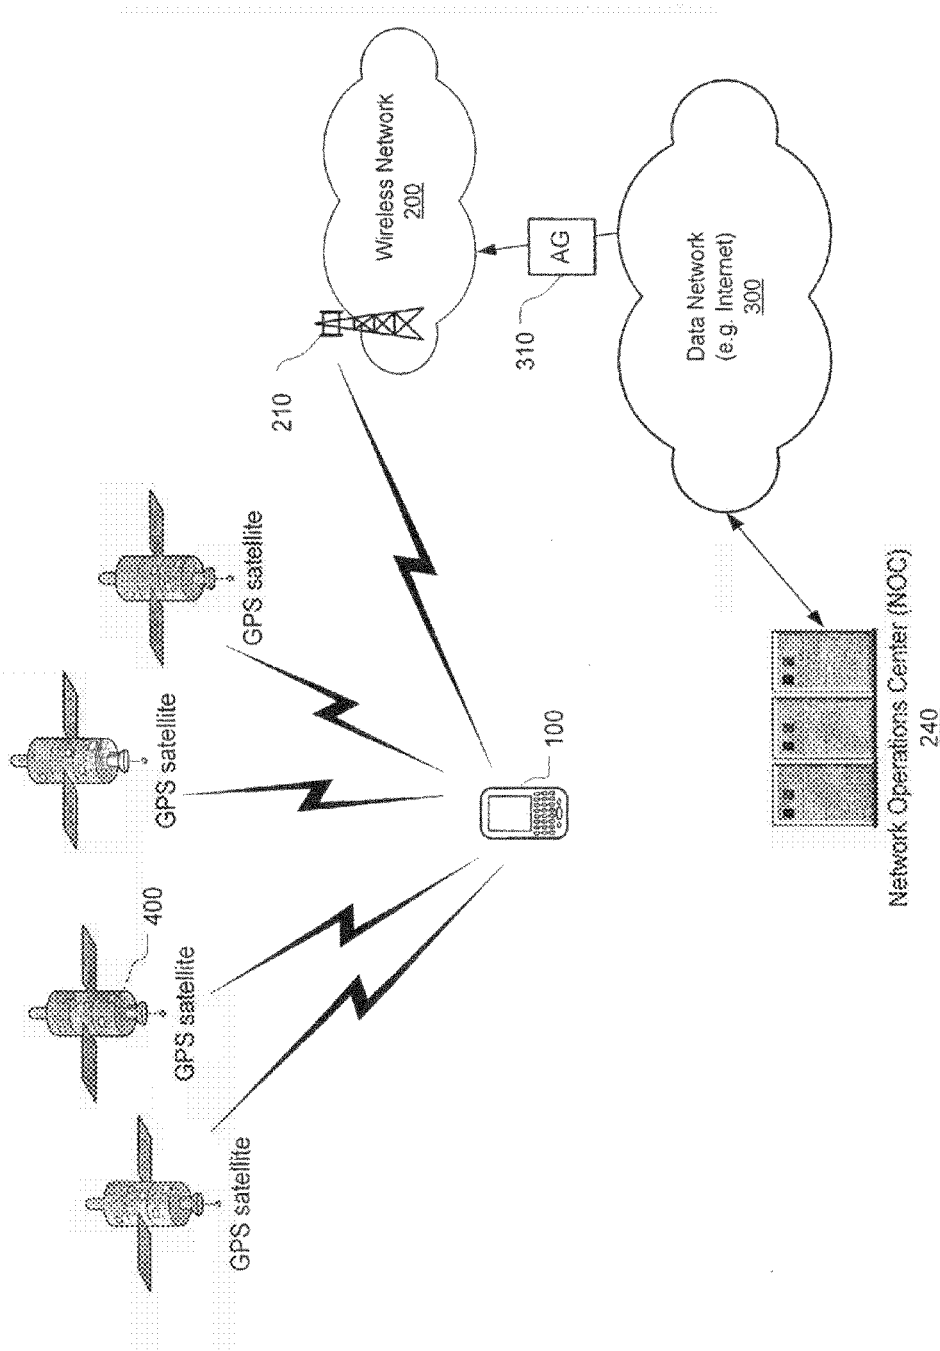 GPS satellite
GPS satellite
400
GPS satellite
GPS satellite
210
Wireless Network
200
100
310
AG
Data Network
(e.g. Internet)
300
Network Operations Center (NOC)
240